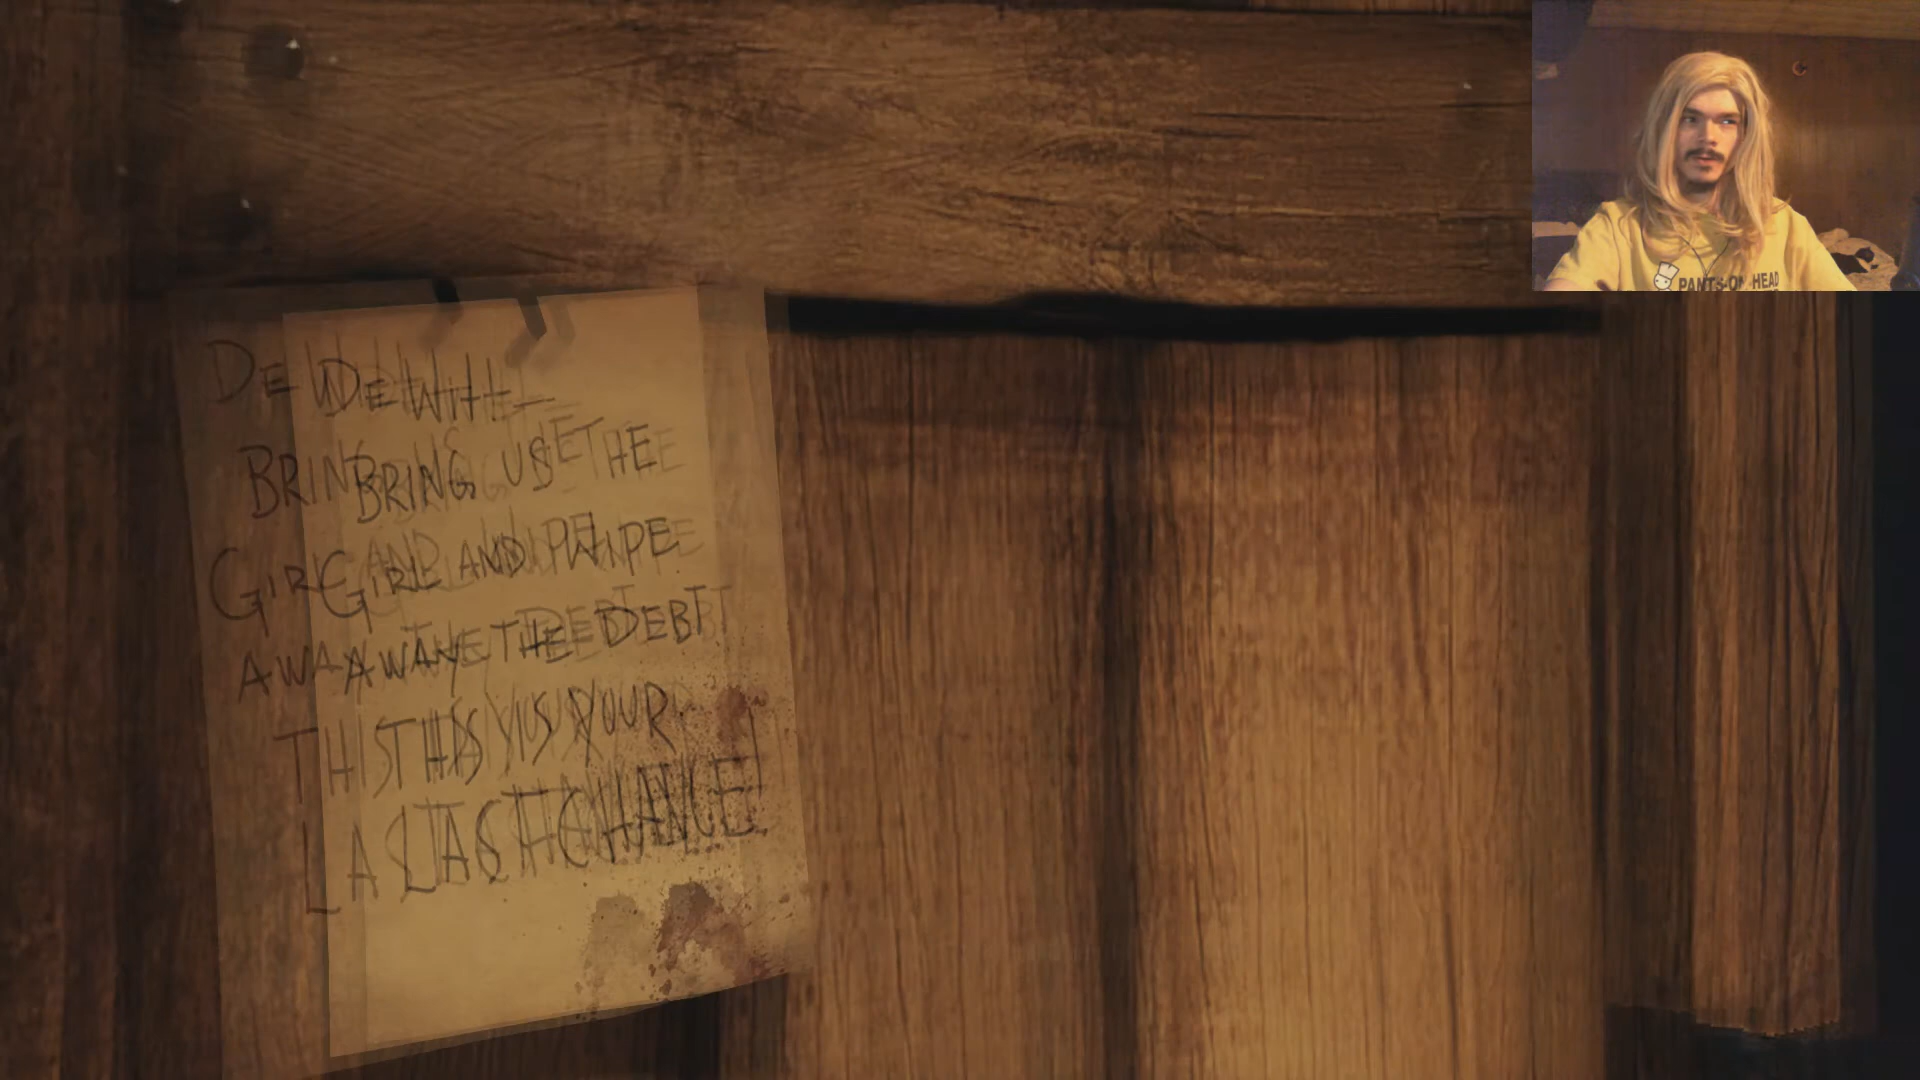 DEWITT
BRING US THE
GIRL AND WIPE
AWAY THE DEBT
THIS IS YOUR
LAST CHANCE
PANTS ON HEAD